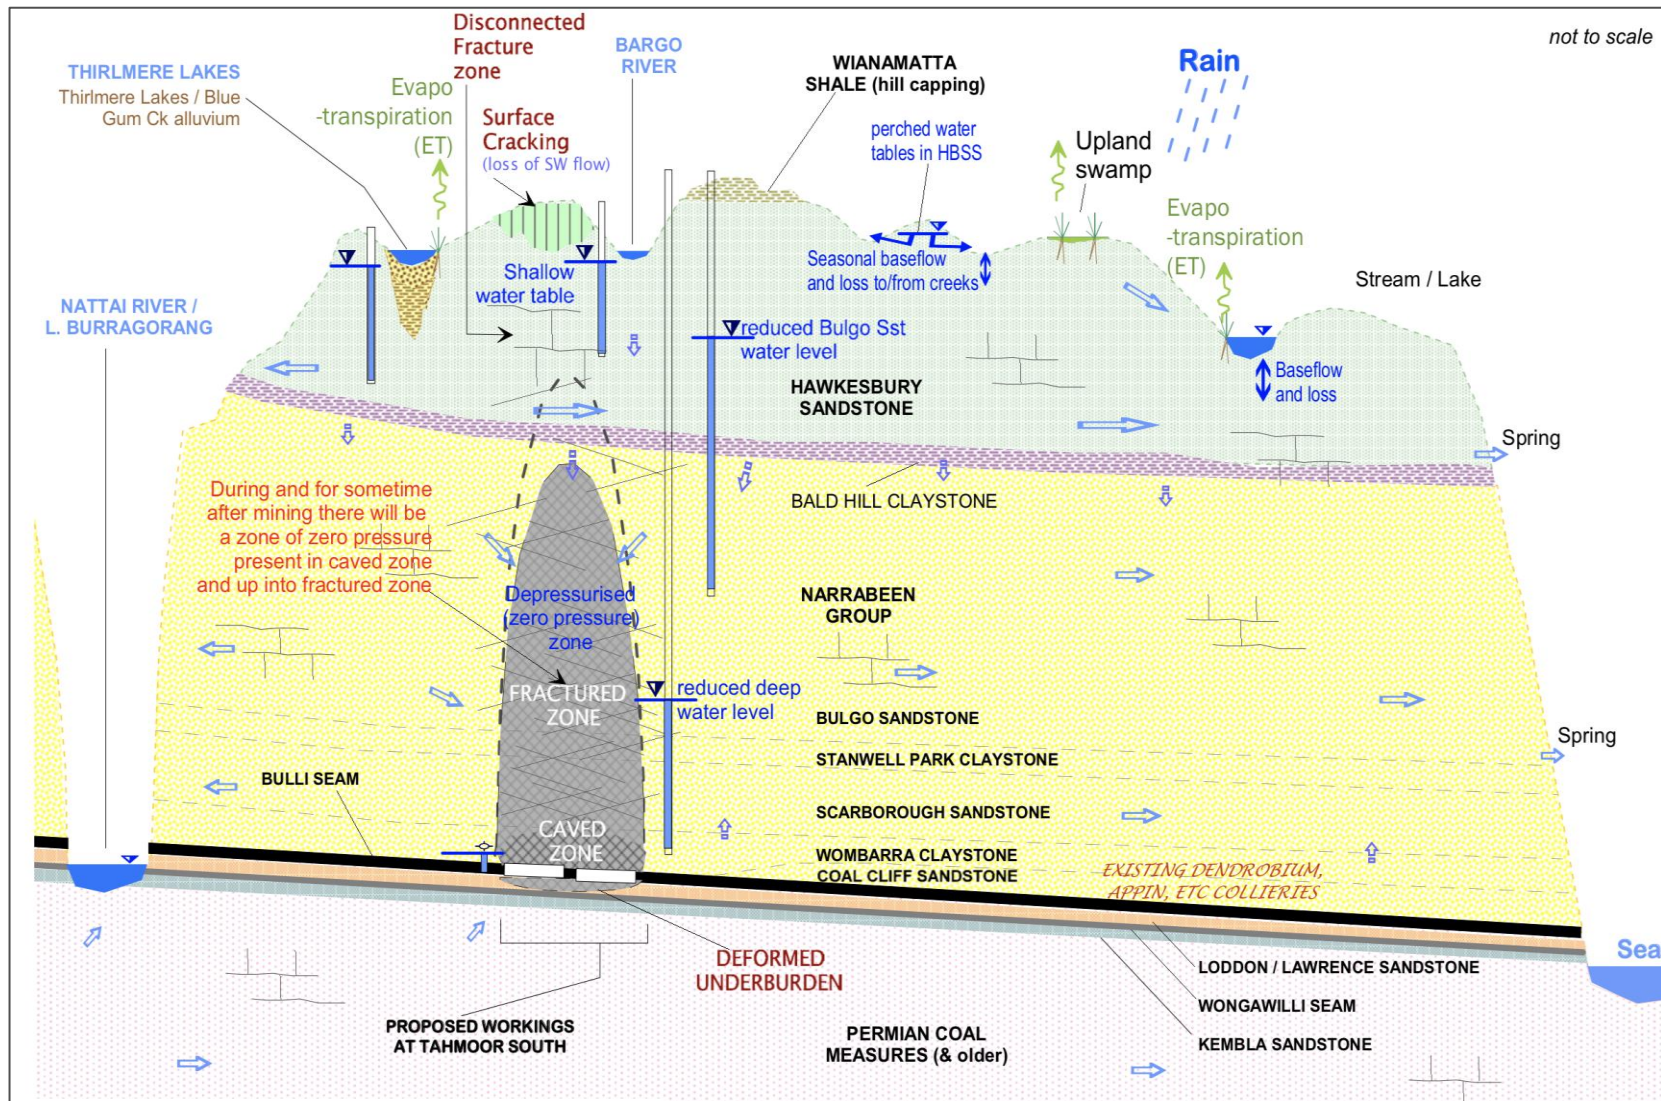 not to scale
Disconnected
Fracture
zone
BARGO
RIVER
THIRLMERE LAKES
Thirlmere Lakes / Blue
Gum Ck alluvium
Evapo
-transpiration
(ET)
Surface
Cracking
(loss of SW flow)
WIANAMATTA
SHALE (hill capping)
Rain
perched water
tables in HBSS
Upland
swamp
Evapo
-transpiration
(ET)
Shallow
water table
Seasonal baseflow
and loss to/from creeks
Stream / Lake
NATTAI RIVER /
L. BURRAGORANG
reduced Bulgo Sst
water level
Baseflow
and loss
HAWKESBURY
SANDSTONE
Spring
BALD HILL CLAYSTONE
During and for sometime
after mining there will be
a zone of zero pressure
present in caved zone
and up into fractured zone
Depressurised
(zero pressure)
zone
NARRABEEN
GROUP
FRACTURED
ZONE
reduced deep
water level
BULGO SANDSTONE
Spring
STANWELL PARK CLAYSTONE
BULLI SEAM
SCARBOROUGH SANDSTONE
CAVED
ZONE
WOMBARRA CLAYSTONE
COAL CLIFF SANDSTONE
EXISTING DENDROBIUM,
APPIN, ETC COLLIERIES
Sea
DEFORMED
UNDERBURDEN
LODDON / LAWRENCE SANDSTONE
WONGAWILLI SEAM
KEMBLA SANDSTONE
PROPOSED WORKINGS
AT TAHMOOR SOUTH
PERMIAN COAL
MEASURES (& older)